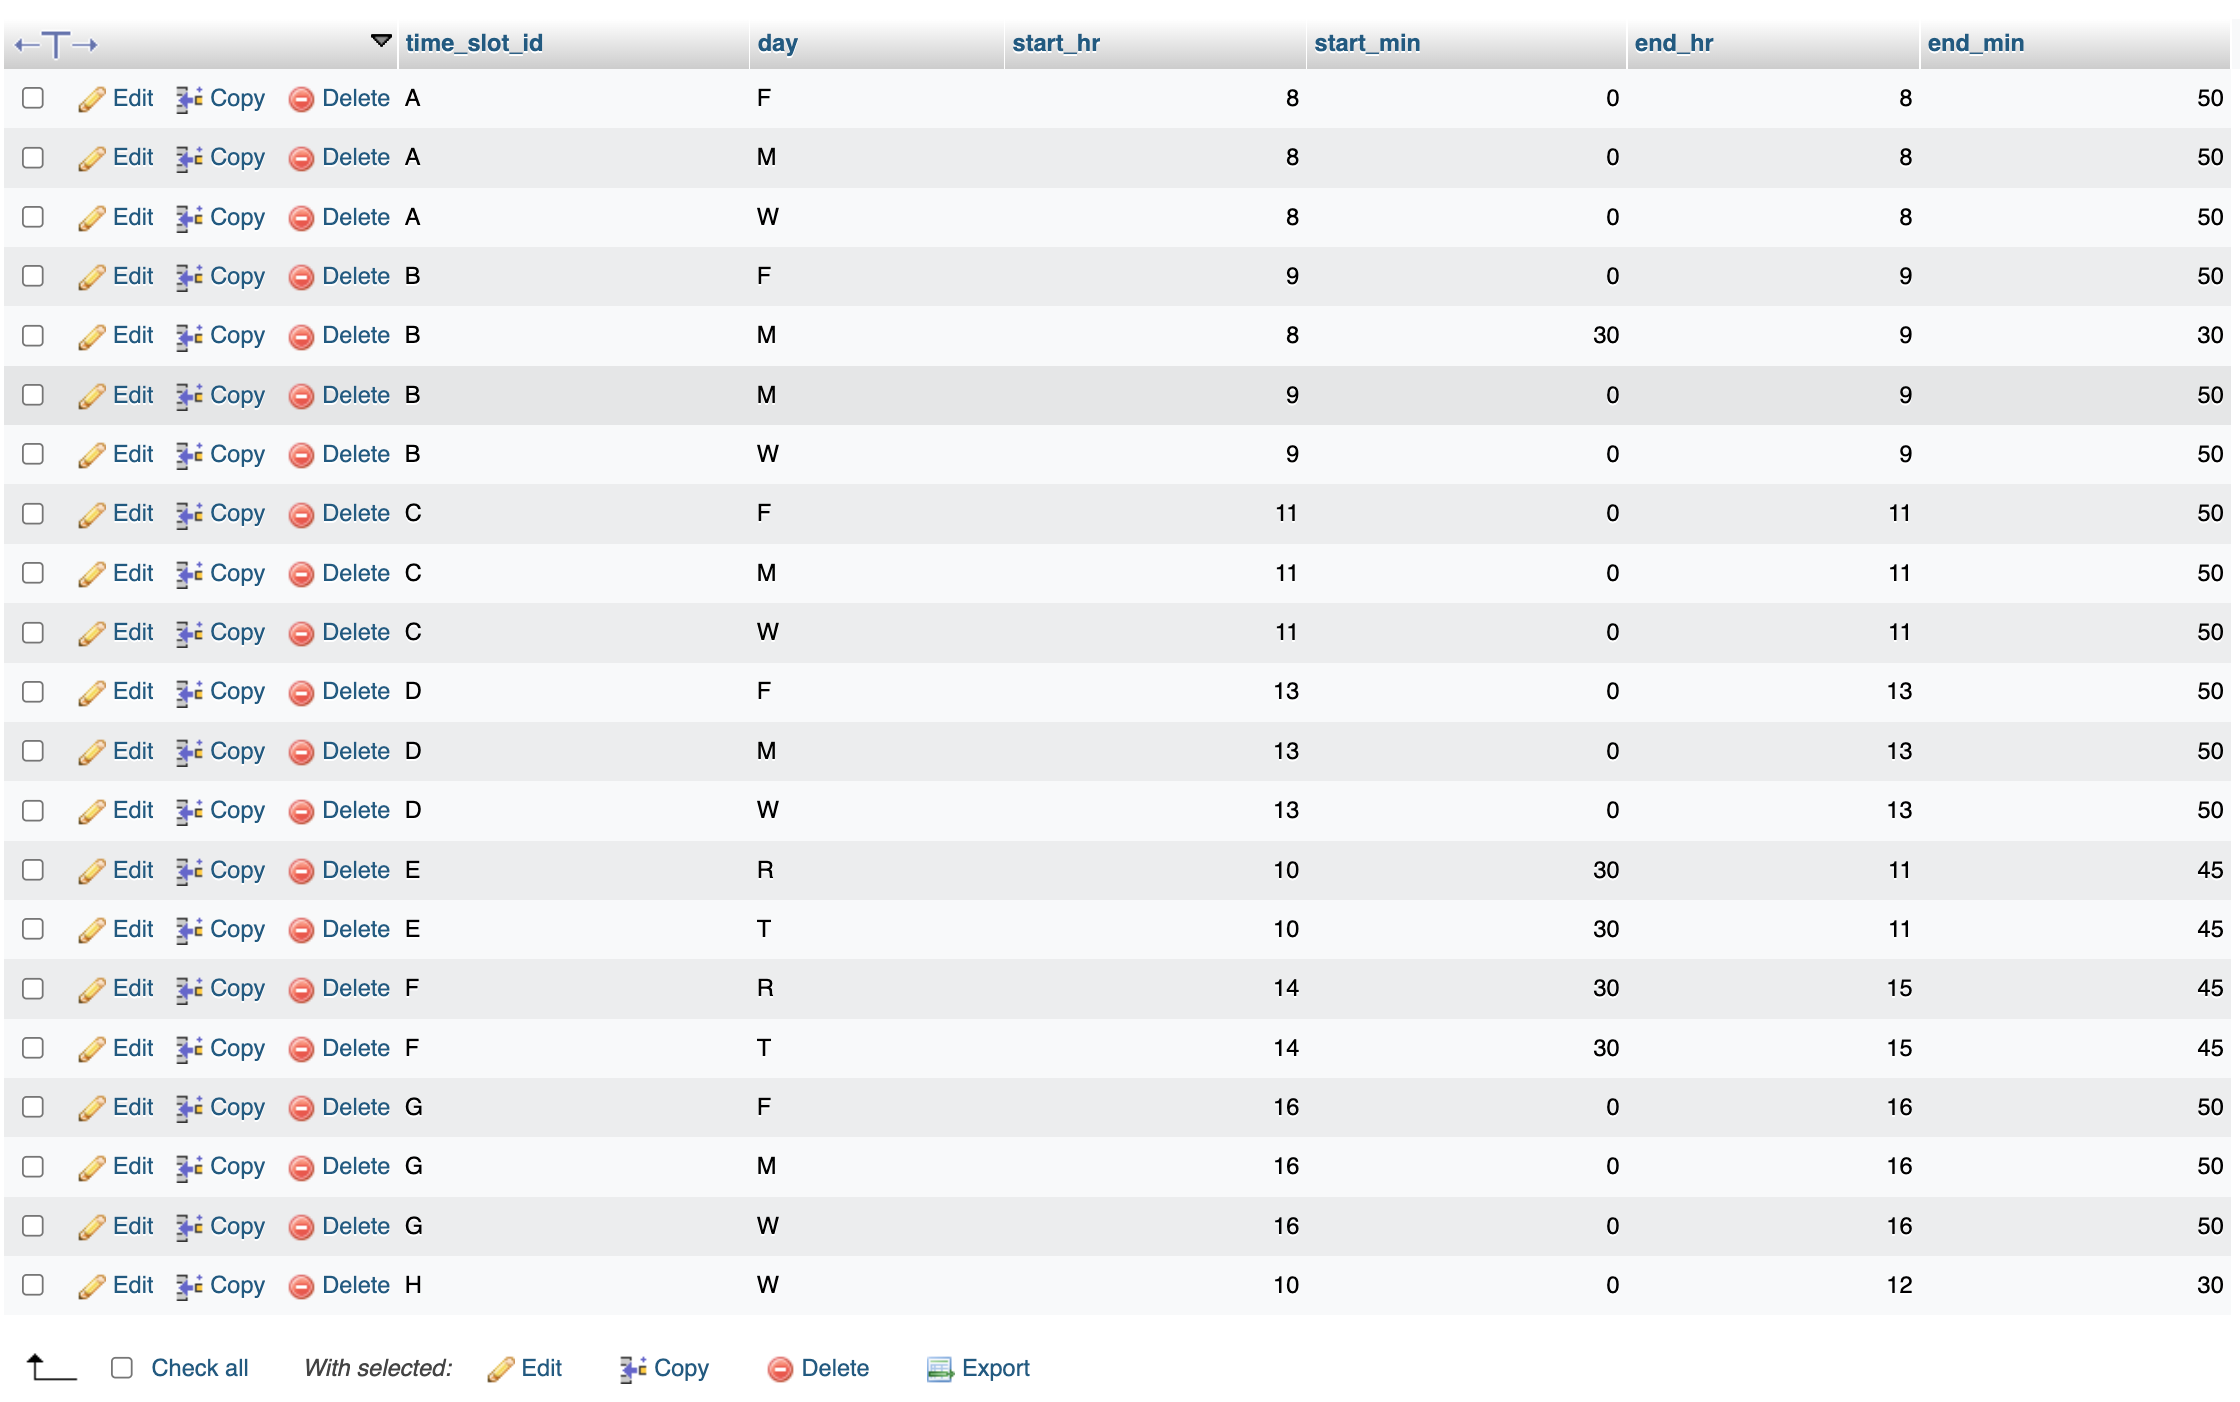 time_slot_id day start_hr start_min end_hr end_min
Edit Copy Delete A F 8 0 8 50
Edit Copy Delete A M 8 0 8 50
Edit Copy Delete A W 8 0 8 50
Edit Copy Delete B F 9 0 9 50
Edit Copy Delete B M 8 30 9 30
Edit Copy Delete B M 9 0 9 50
Edit Copy Delete B W 9 0 9 50
Edit Copy Delete C F 11 0 11 50
Edit Copy Delete C M 11 0 11 50
Edit Copy Delete C W 11 0 11 50
Edit Copy Delete D F 13 0 13 50
Edit Copy Delete D M 13 0 13 50
Edit Copy Delete D W 13 0 13 50
Edit Copy Delete E R 10 30 11 45
Edit Copy Delete E T 10 30 11 45
Edit Copy Delete F R 14 30 15 45
Edit Copy Delete F T 14 30 15 45
Edit Copy Delete G F 16 0 16 50
Edit Copy Delete G M 16 0 16 50
Edit Copy Delete G W 16 0 16 50
Edit Copy Delete H W 10 0 12 30
Check all With selected: Edit Copy Delete Export